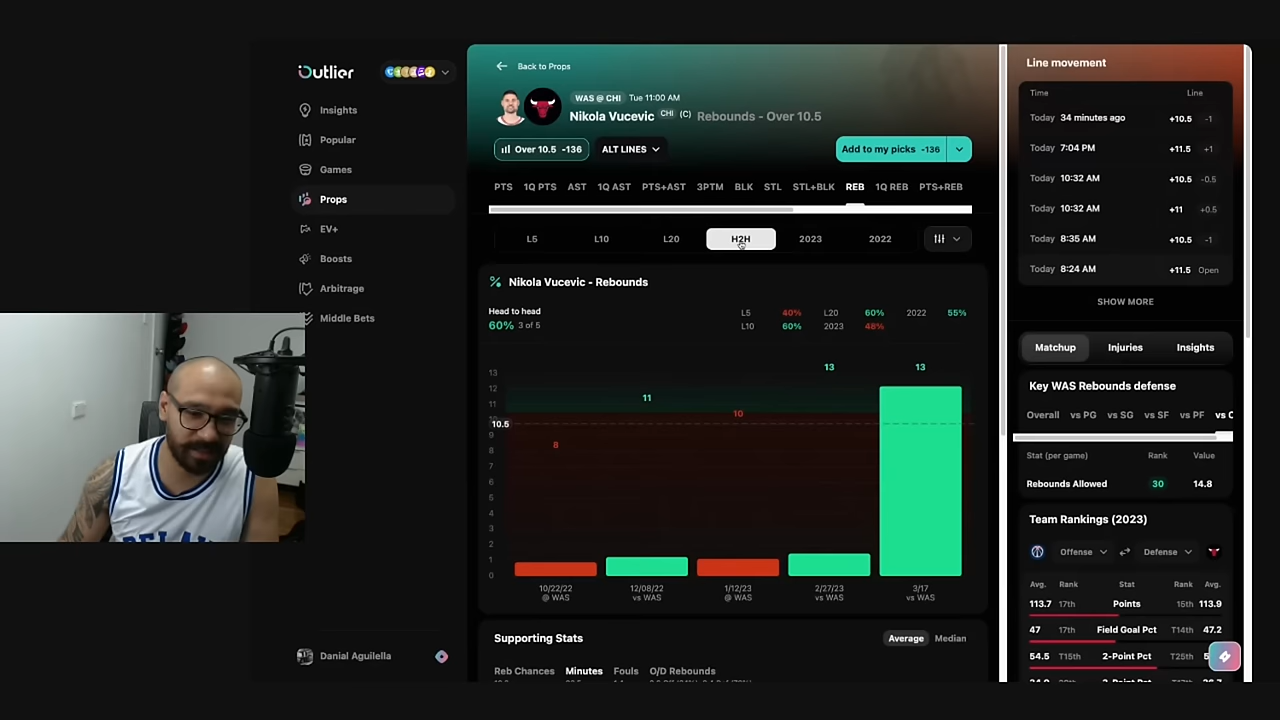 Outlier
Insights
Popular
Games
Props
EV+
Boosts
Arbitrage
Middle Bets
Danial Aguilella
Back to Props
WAS @ CHI Tue 11:00 AM
Nikola Vucevic CHI (C) Rebounds - Over 10.5
Over 10.5 -136 ALT LINES
Add to my picks -136
PTS 1Q PTS AST 1Q AST PTS+AST 3PTM BLK STL STL+BLK REB 1Q REB PTS+REB
L5 L10 L20 H2H 2023 2022
Nikola Vucevic - Rebounds
Head to head
60% 3 of 5
L5 40% L20 60% 2022 55%
L10 60% 2023 48%
13 13
11
10
8
13
12
11
10.5
9
8
7
6
5
4
3
2
1
0
10/22/22 12/08/22 1/12/23 2/27/23 3/17
@ WAS vs WAS @ WAS vs WAS vs WAS
Supporting Stats
Average Median
Reb Chances Minutes Fouls O/D Rebounds
Line movement
Time Line
Today 34 minutes ago +10.5 -1
Today 7:04 PM +11.5 +1
Today 10:32 AM +10.5 -0.5
Today 10:32 AM +11 +0.5
Today 8:35 AM +10.5 -1
Today 8:24 AM +11.5 Open
SHOW MORE
Matchup Injuries Insights
Key WAS Rebounds defense
Overall vs PG vs SG vs SF vs PF vs
Stat (per game) Rank Value
Rebounds Allowed 30 14.8
Team Rankings (2023)
Offense Defense
Avg. Rank Stat Rank Avg.
113.7 17th Points 15th 113.9
47 17th Field Goal Pct T14th 47.2
54.5 T15th 2-Point Pct T25th